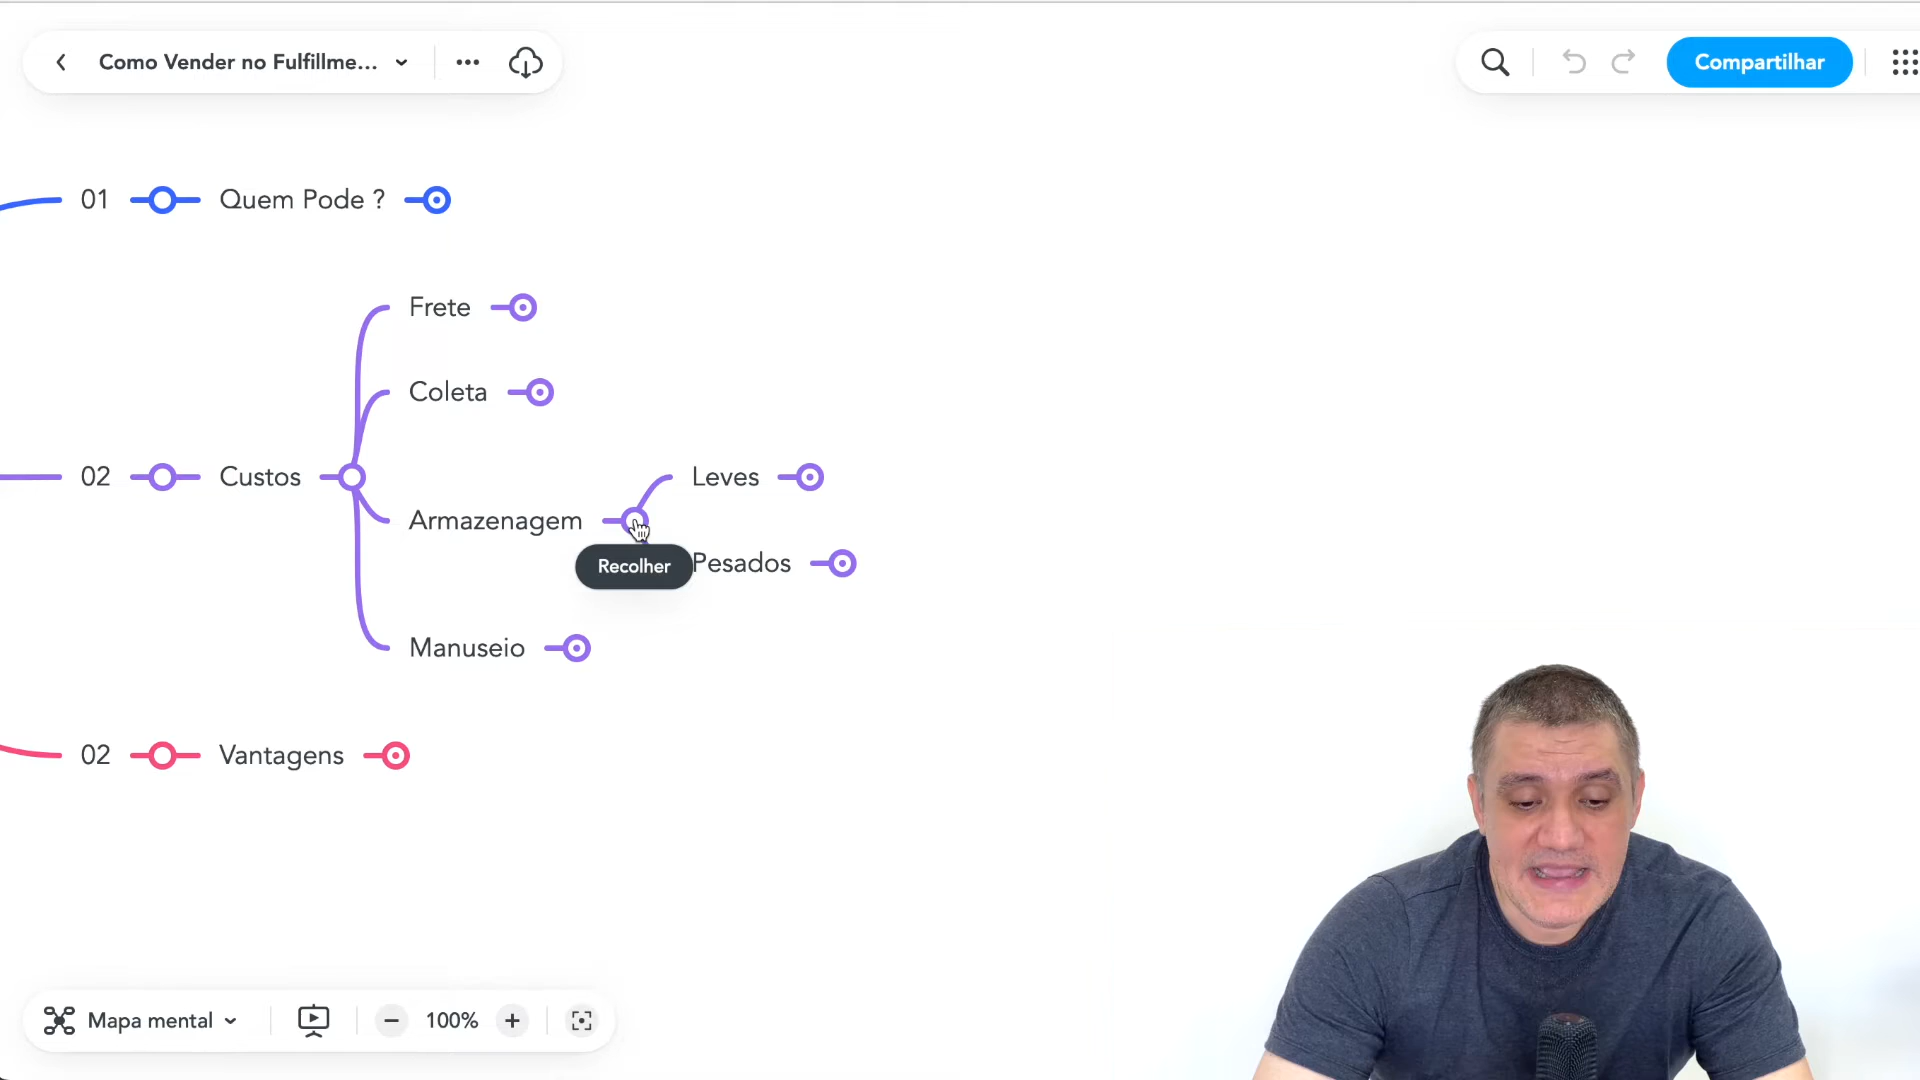 Como Vender no Fulfillme...
Compartilhar
01 Quem Pode ?
Frete
Coleta
02 Custos
Leves
Armazenagem
Recolher
Pesados
Manuseio
02 Vantagens
Mapa mental
100%